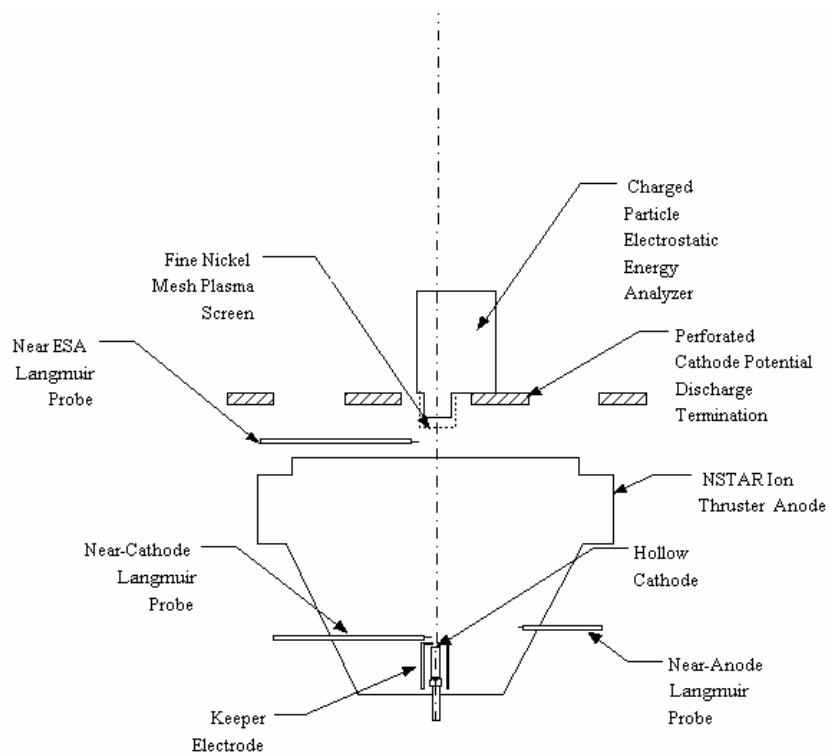 Charged
Particle
Electrostatic
Energy
Analyzer
Fine Nickel
Mesh Plasma
Screen
Near ESA
Langmuir
Probe
Perforated
Cathode Potential
Discharge
Termination
NSTAR Ion
Thruster Anode
Near-Cathode
Langmuir
Probe
Hollow
Cathode
Near-Anode
Langmuir
Probe
Keeper
Electrode